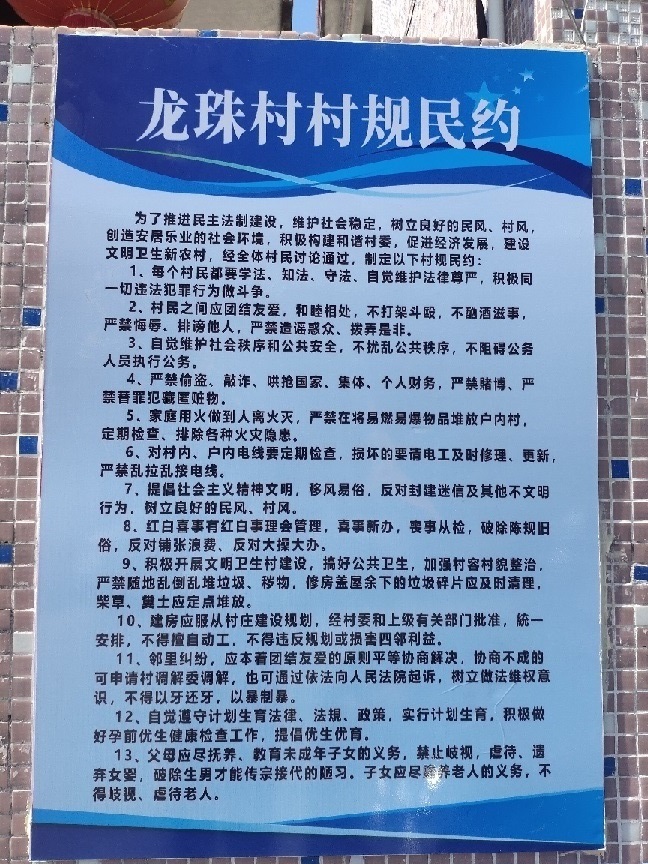 龙珠村村规民约
为了推进民主法制建设，维护社会稳定，树立良好的民风、村风，
创造安居乐业的社会环境，积极构建和谐村委，促进经济发展，建设
文明卫生新农村，经全体村民讨论通过，制定以下村规民约：
1、每个村民都要学法、知法、守法、自觉维护法律尊严，积极同
一切违法犯罪行为做斗争。
2、村民之间应团结友爱，和睦相处，不打架斗殴，不酗酒滋事，
严禁侮辱、排谤他人，严禁造谣惑众、拨弄是非。
3、自觉维护社会秩序和公共安全，不扰乱公共秩序，不阻碍公务
人员执行公务。
4、严禁偷盗、敲诈、哄抢国家、集体、个人财务，严禁赌博、严
禁替罪犯藏匿赃物。
5、家庭用火做到人离火灭，严禁在将易燃易爆物品堆放户内村，
定期检查、排除各种火灾隐患。
6、对村内、户内电线要定期检查，损坏的要请电工及时修理、更新，
严禁乱拉乱接电线。
7、提倡社会主义精神文明，移风易俗，反对封建迷信及其他不文明
行为，树立良好的民风、村风。
8、红白喜事有红白事理会管理，喜事新办，丧事从检，破除陈规旧
俗，反对铺张浪费、反对大操大办。
9、积极开展文明卫生村建设，搞好公共卫生，加强村容村貌整治，
严禁随地乱倒乱堆垃圾、秽物，修房盖屋余下的垃圾碎片应及时清理，
柴草、粪土应定点堆放。
10、建房应服从村庄建设规划，经村委和上级有关部门批准，统一
安排，不得擅自动工，不得违反规划或损害四邻利益。
11、邻里纠纷，应本着团结友爱的原则平等协商解决，协商不成的
可申请村调解委调解，也可通过依法向人民法院起诉，树立做法维权意
识，不得以牙还牙，以暴制暴。
12、自觉遵守计划生育法律、法规、政策，实行计划生育，积极做
好孕前优生健康检查工作，提倡优生优育。
13、父母应尽抚养、教育未成年子女的义务，禁止歧视，虐待、遗
弃女婴，破除生男才能传宗接代的陋习。子女应尽赡养老人的义务，不
得歧视、虐待老人。